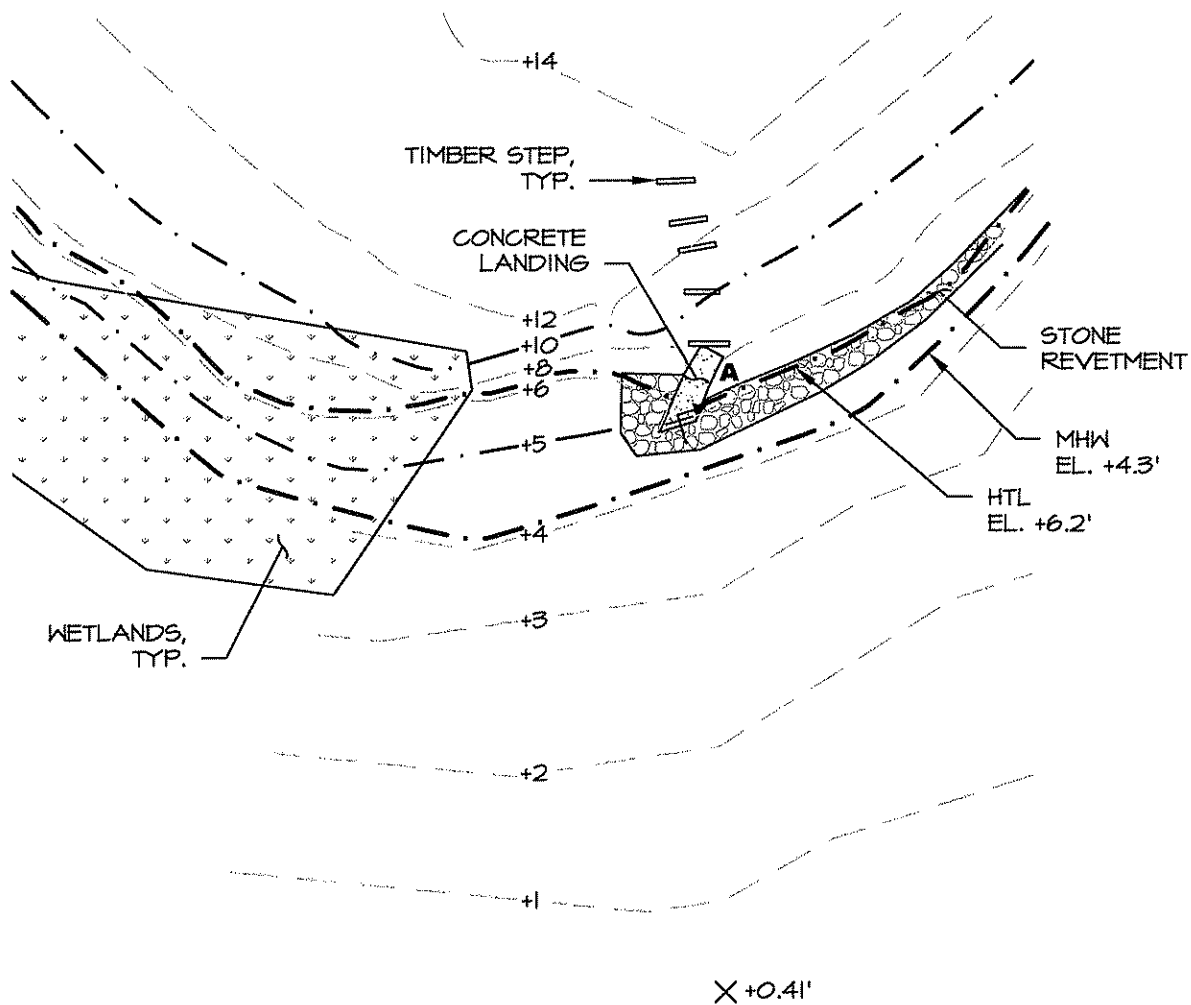 +14
TIMBER STEP,
TYP.
CONCRETE
LANDING
+12
+10
+8
+6
A
STONE
REVETMENT
+5
MHW
EL. +4.3'
HTL
EL. +6.2'
+4
+3
WETLANDS,
TYP.
+2
+1
+0.41'